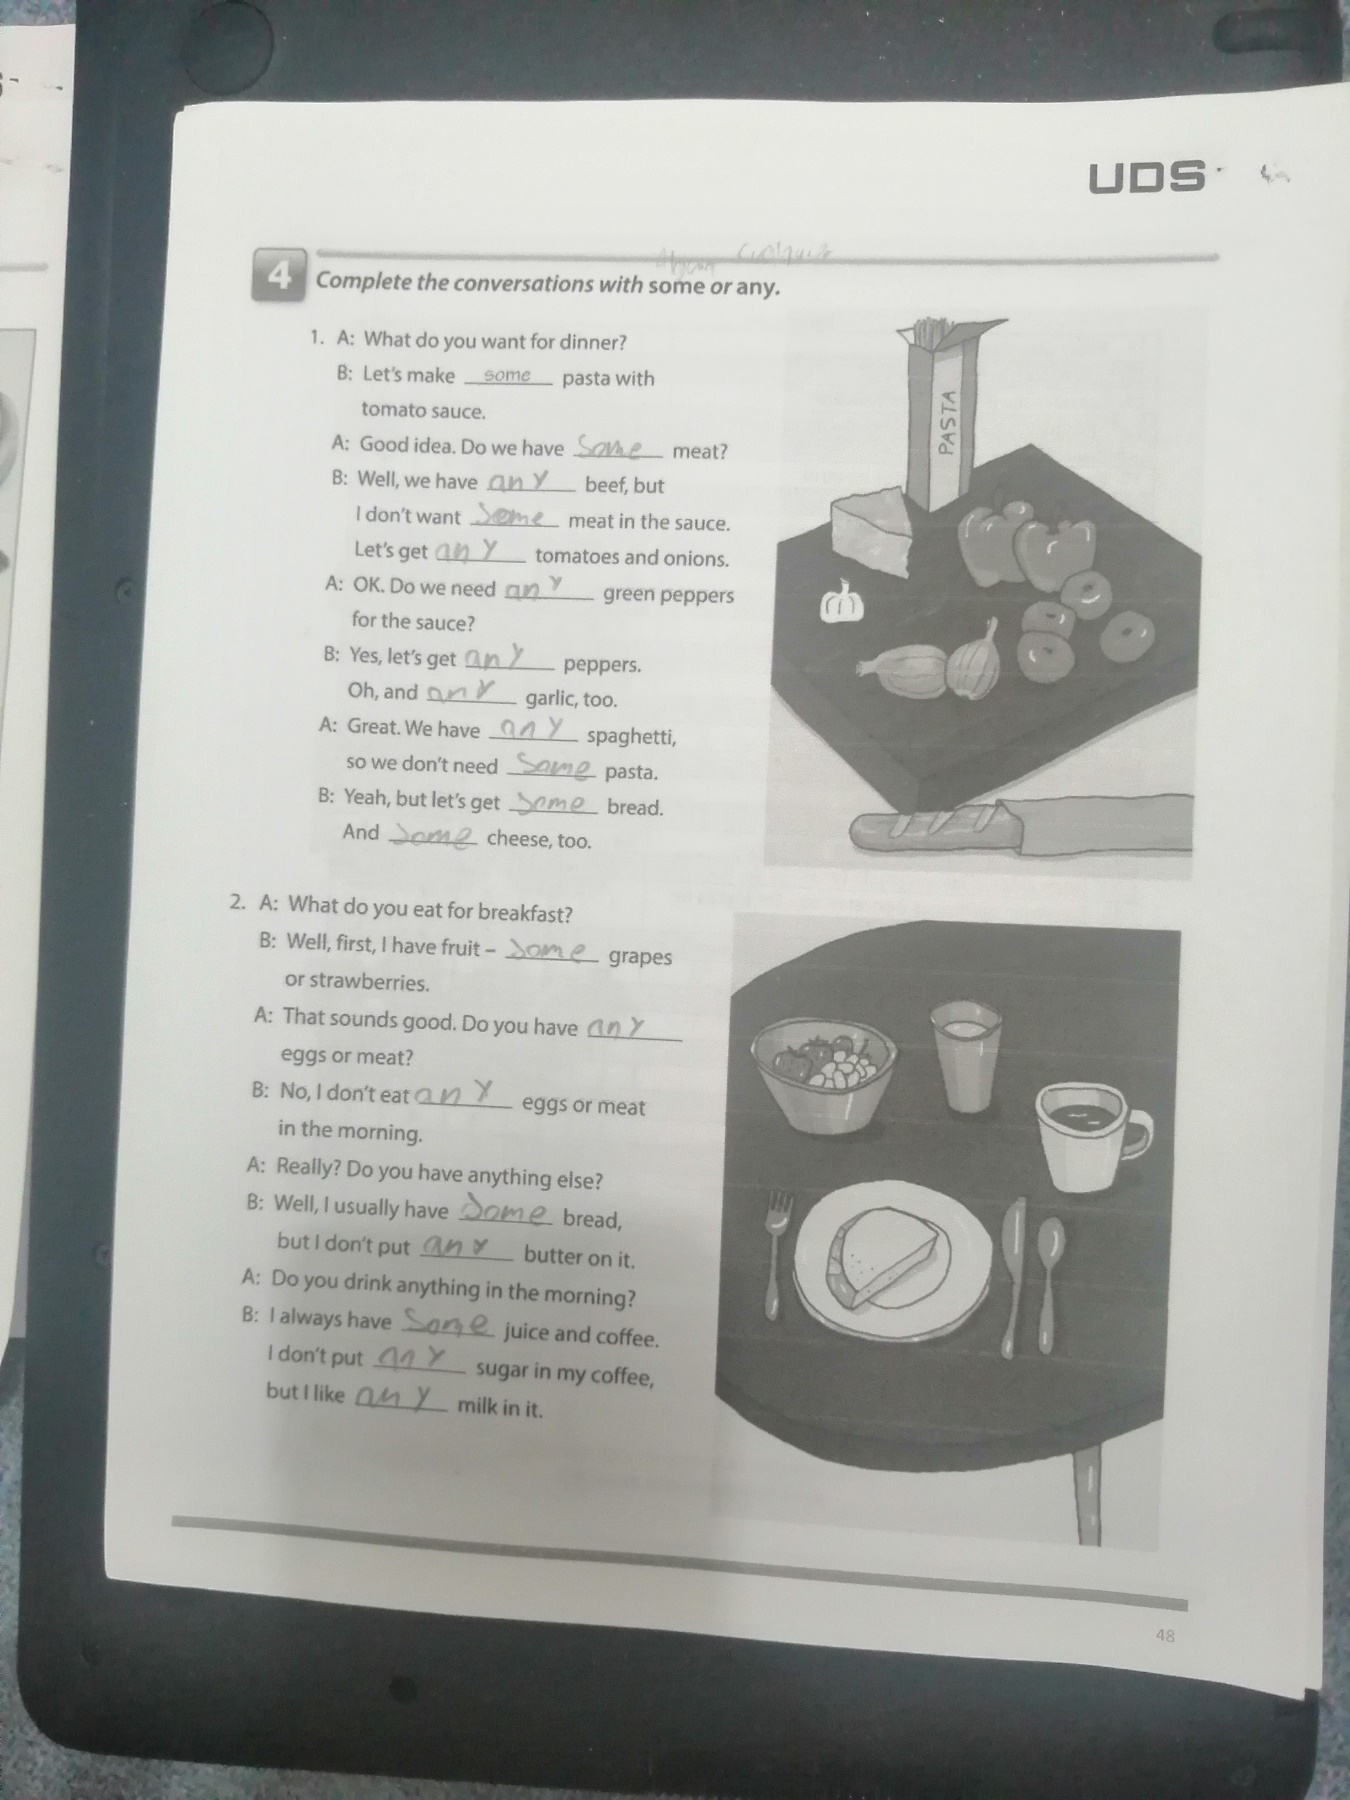 UDS
4 Complete the conversations with some or any.
1. A: What do you want for dinner?
B: Let's make some pasta with
tomato sauce.
A: Good idea. Do we have some meat?
B: Well, we have any beef, but
I don't want some meat in the sauce.
Let's get any tomatoes and onions.
A: OK. Do we need any green peppers
for the sauce?
B: Yes, let's get any peppers.
Oh, and any garlic, too.
A: Great. We have any spaghetti,
so we don't need some pasta.
B: Yeah, but let's get some bread.
And some cheese, too.
PASTA
2. A: What do you eat for breakfast?
B: Well, first, I have fruit – some grapes
or strawberries.
A: That sounds good. Do you have any
eggs or meat?
B: No, I don't eat any eggs or meat
in the morning.
A: Really? Do you have anything else?
B: Well, I usually have some bread,
but I don't put any butter on it.
A: Do you drink anything in the morning?
B: I always have some juice and coffee.
I don't put any sugar in my coffee,
but I like any milk in it.
48